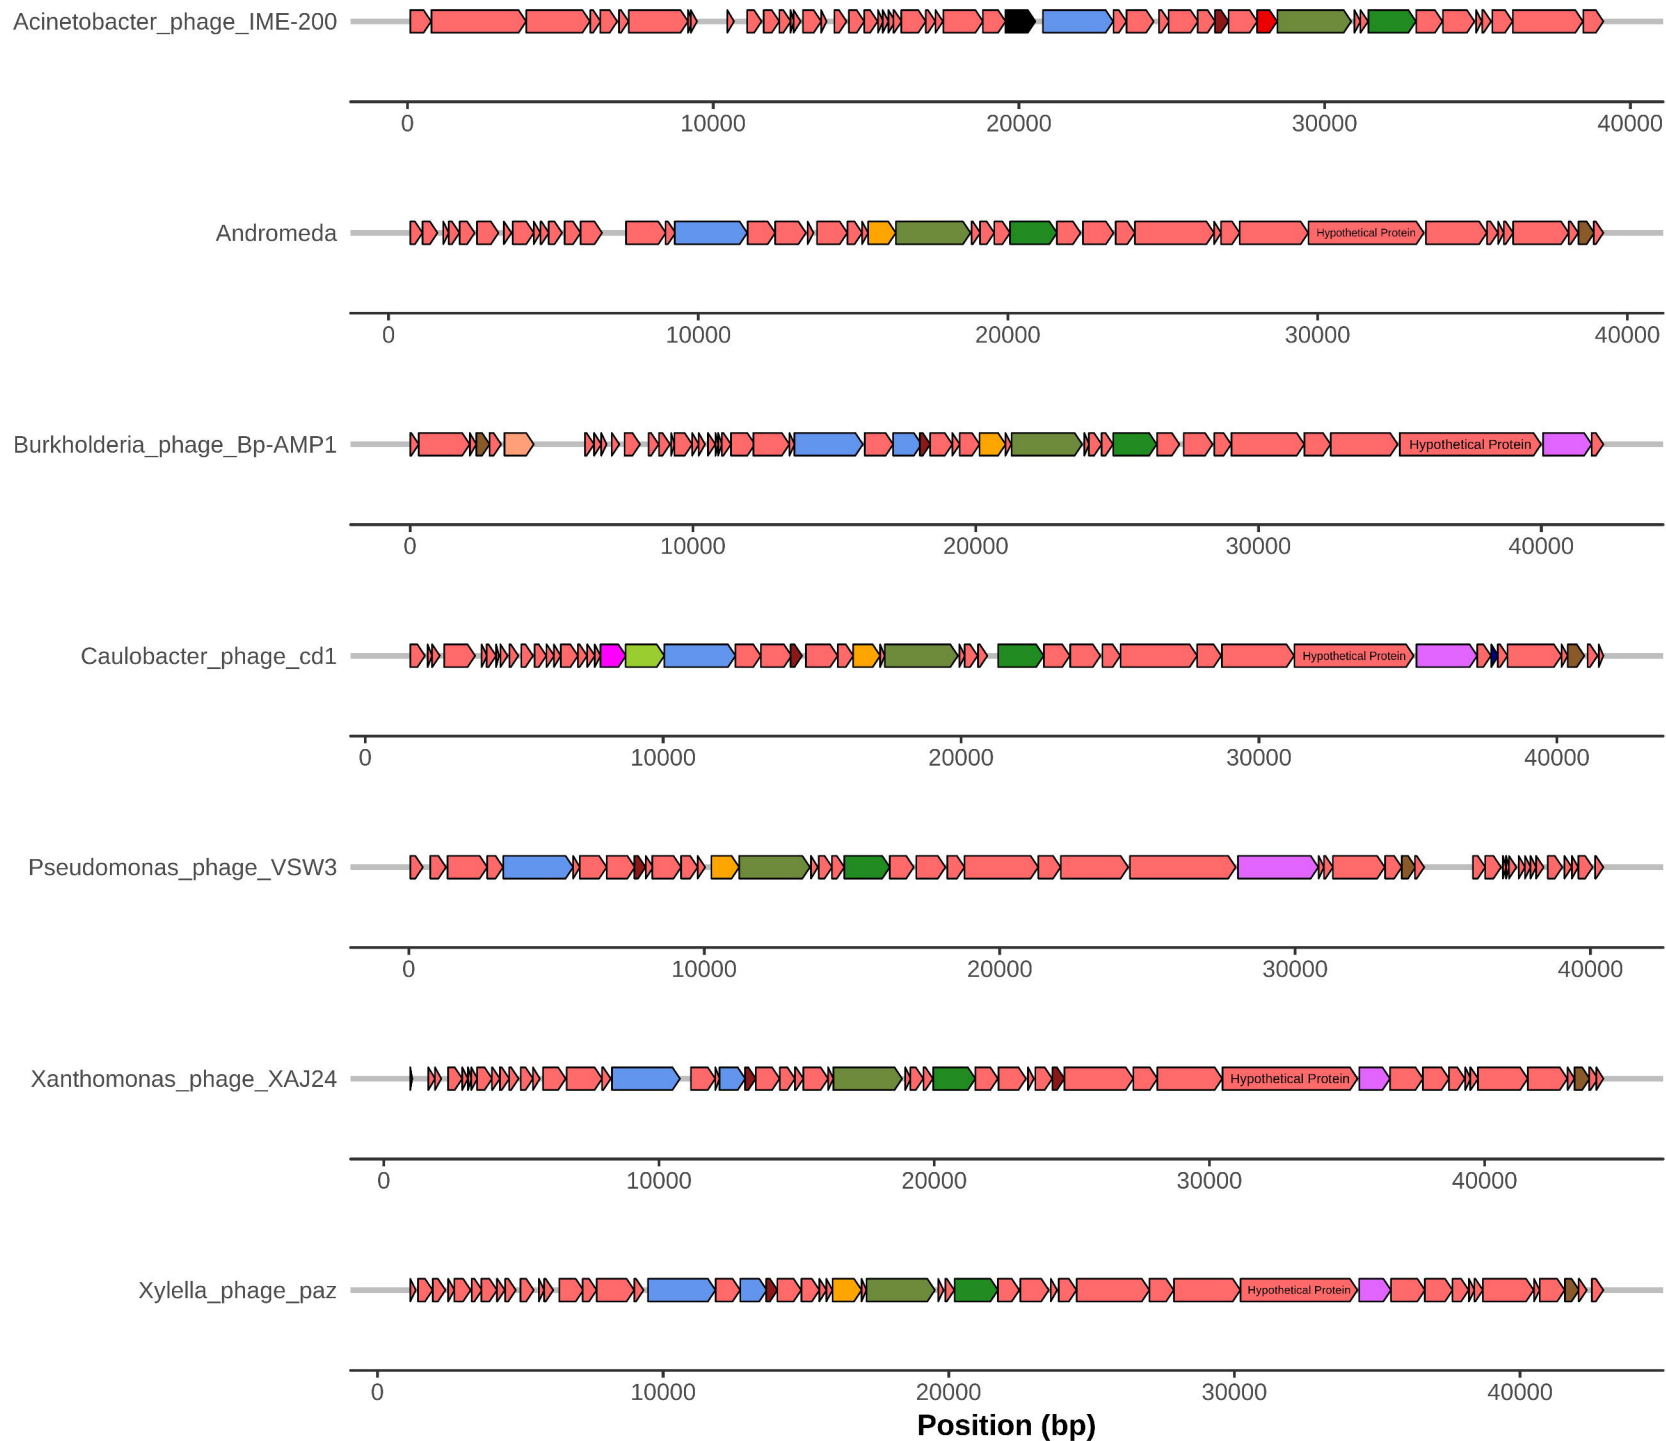 Acinetobacter_phage_IME-200
0 10000 20000 30000 40000
Andromeda
Hypothetical Protein
0 10000 20000 30000 40000
Burkholderia_phage_Bp-AMP1
Hypothetical Protein
0 10000 20000 30000 40000
Caulobacter_phage_cd1
Hypothetical Protein
0 10000 20000 30000 40000
Pseudomonas_phage_VSW3
0 10000 20000 30000 40000
Xanthomonas_phage_XAJ24
Hypothetical Protein
0 10000 20000 30000 40000
Xylella_phage_paz
Hypothetical Protein
0 10000 20000 30000 40000
Position (bp)